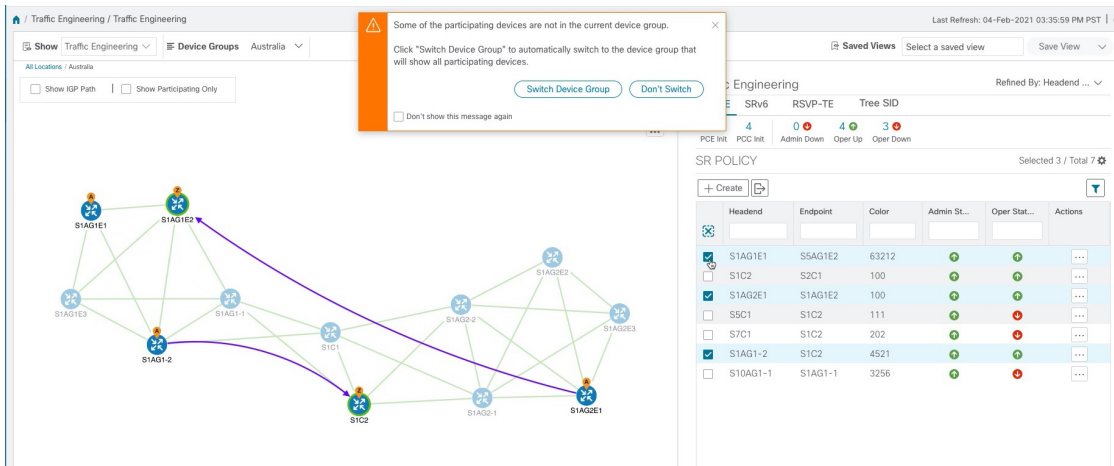 / Traffic Engineering / Traffic Engineering
Last Refresh: 04-Feb-2021 03:35:59 PM PST |
Some of the participating devices are not in the current device group.
Click "Switch Device Group" to automatically switch to the device group that
will show all participating devices.
Switch Device Group Don't Switch
Don't show this message again
Show Traffic Engineering Device Groups Australia
Saved Views Select a saved view Save View
All Locations / Australia
Show IGP Path | Show Participating Only
Engineering
Refined By: Headend ...
SRv6 RSVP-TE Tree SID
4 0 4 3
PCE Init PCC Init Admin Down Oper Up Oper Down
SR POLICY
Selected 3 / Total 7
+ Create
Headend Endpoint Color Admin St... Oper Stat... Actions
S1AG1E1 S5AG1E2 63212 ...
S1C2 S2C1 100 ...
S1AG2E1 S1AG1E2 100 ...
S5C1 S1C2 111 ...
S7C1 S1C2 202 ...
S1AG1-2 S1C2 4521 ...
S10AG1-1 S1AG1-1 3256 ...
A
S1AG1E1
Z
S1AG1E2
S1AG2E2
S1AG1E3
S1AG1-1
S1AG2-2
S1AG2E3
A
S1AG1-2
S1C1
Z
S1C2
S1AG2-1
A
S1AG2E1